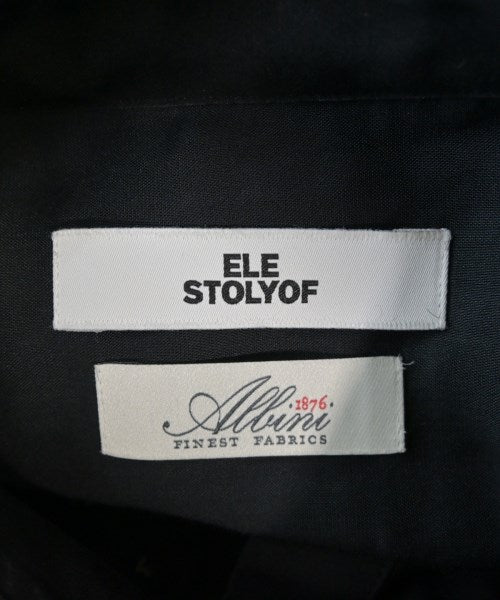 ELE
STOLYOF
1876
Albini
FINEST FABRICS